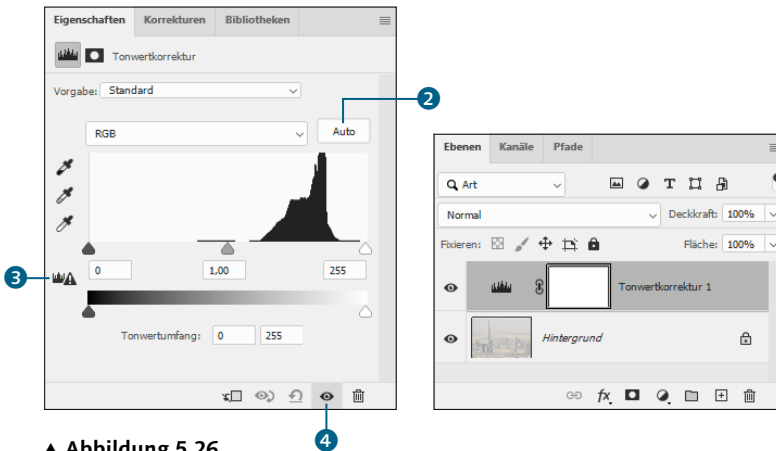 Eigenschaften Korrekturen Bibliotheken
Tonwertkorrektur
Vorgabe: Standard
2
RGB Auto
3
0 1,00 255
Tonwertumfang: 0 255
4
Ebenen Kanäle Pfade
Art T
Normal Deckkraft: 100%
Fixieren: Fläche: 100%
Tonwertkorrektur 1
Hintergrund
fx
▲ Abbildung 5.26